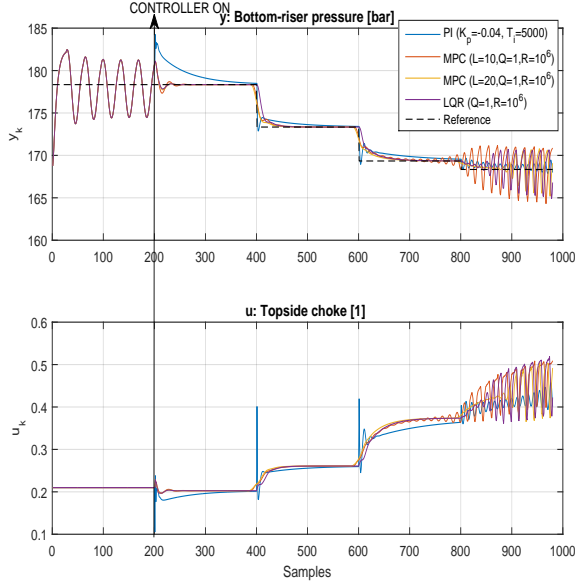 CONTROLLER ON
y: Bottom-riser pressure [bar]
185
180
175
170
165
160
y_k
0 100 200 300 400 500 600 700 800 900 1000
PI (K_p=-0.04, T_i=5000)
MPC (L=10,Q=1,R=10^6)
MPC (L=20,Q=1,R=10^6)
LQR (Q=1,R=10^6)
Reference
u: Topside choke [1]
0.6
0.5
0.4
0.3
0.2
0.1
u_k
0 100 200 300 400 500 600 700 800 900 1000
Samples